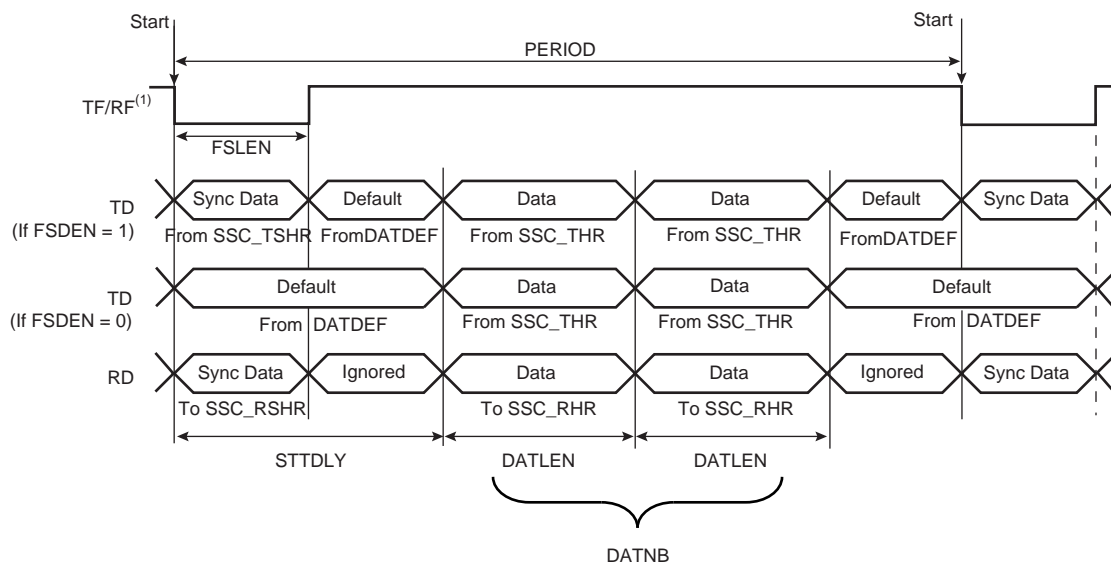 Start
Start
PERIOD
TF/RF(1)
FSLEN
TD
(If FSDEN = 1)
Sync Data
Default
Data
Data
Default
Sync Data
From SSC_TSHR
FromDATDEF
From SSC_THR
From SSC_THR
FromDATDEF
TD
(If FSDEN = 0)
Default
Data
Data
Default
From DATDEF
From SSC_THR
From SSC_THR
From DATDEF
RD
Sync Data
Ignored
Data
Data
Ignored
Sync Data
To SSC_RSHR
To SSC_RHR
To SSC_RHR
STTDLY
DATLEN
DATLEN
DATNB